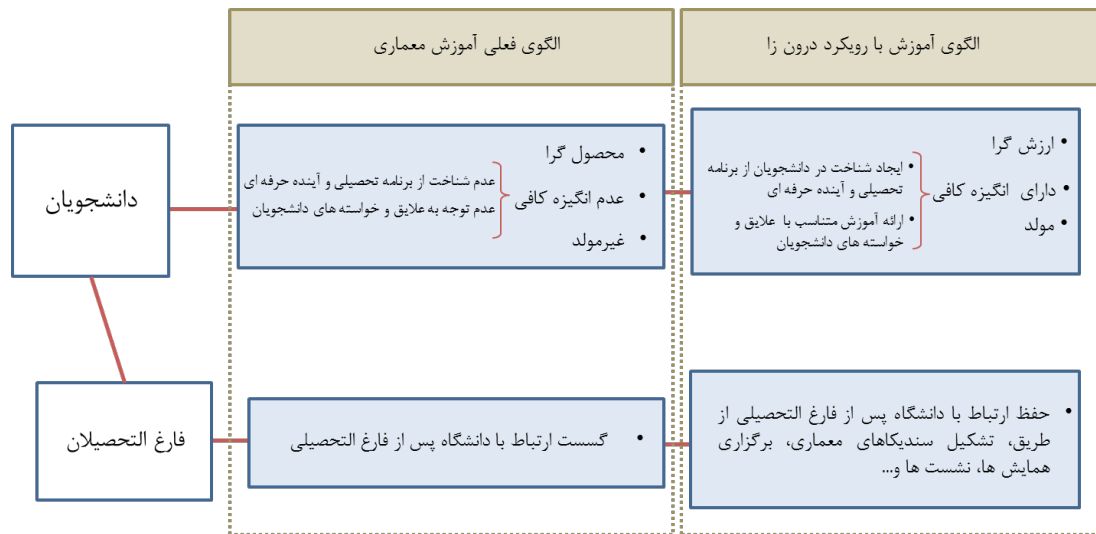 الگوی آموزش با رویکرد درون زا
الگوی فعلی آموزش معماری
دانشجویان
• محصول گرا
• عدم انگیزه کافی
عدم شناخت از برنامه تحصیلی و آینده حرفه ای
عدم توجه به علایق و خواسته های دانشجویان
• غیرمولد
• ارزش گرا
• دارای انگیزه کافی
• ایجاد شناخت در دانشجویان از برنامه
تحصیلی و آینده حرفه ای
• ارائه آموزش متناسب با علایق و
خواسته های دانشجویان
• مولد
فارغ التحصیلان
• گسست ارتباط با دانشگاه پس از فارغ التحصیلی
• حفظ ارتباط با دانشگاه پس از فارغ التحصیلی از
طریق، تشکیل سندیکاهای معماری، برگزاری
همایش ها، نشست ها و...